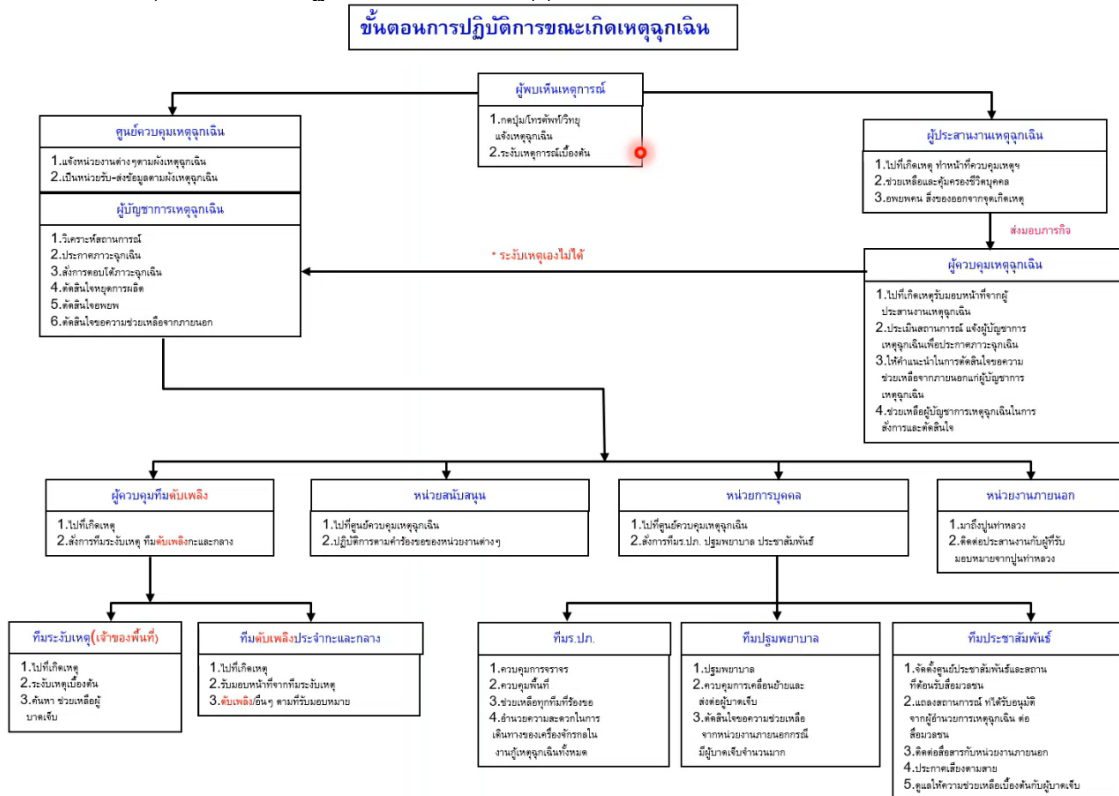 ขั้นตอนการปฏิบัติการขณะเกิดเหตุฉุกเฉิน
ผู้พบเห็นเหตุการณ์
1.กดปุ่ม/โทรศัพท์/วิทยุ
แจ้งเหตุฉุกเฉิน
2.ระงับเหตุการณ์เบื้องต้น
ศูนย์ควบคุมเหตุฉุกเฉิน
1.แจ้งหน่วยงานต่างๆตามผังเหตุฉุกเฉิน
2.เป็นหน่วยรับ-ส่งข้อมูลตามผังเหตุฉุกเฉิน
ผู้บัญชาการเหตุฉุกเฉิน
1.วิเคราะห์สถานการณ์
2.ประกาศภาวะฉุกเฉิน
3.สั่งการตอบโต้ภาวะฉุกเฉิน
4.ตัดสินใจหยุดการผลิต
5.ตัดสินใจอพยพ
6.ตัดสินใจขอความช่วยเหลือจากภายนอก
ผู้ประสานงานเหตุฉุกเฉิน
1.ไปที่เกิดเหตุ ทำหน้าที่ควบคุมเหตุฯ
2.ช่วยเหลือและคุ้มครองชีวิตบุคคล
3.อพยพคน สิ่งของออกจากจุดเกิดเหตุ
ส่งมอบภารกิจ
* ระงับเหตุเองไม่ได้
ผู้ควบคุมเหตุฉุกเฉิน
1.ไปที่เกิดเหตุรับมอบหน้าที่จากผู้
ประสานงานเหตุฉุกเฉิน
2.ประเมินสถานการณ์ แจ้งผู้บัญชาการ
เหตุฉุกเฉินเพื่อประกาศภาวะฉุกเฉิน
3.ให้คำแนะนำในการตัดสินใจขอความ
ช่วยเหลือจากภายนอกแก่ผู้บัญชาการ
เหตุฉุกเฉิน
4.ช่วยเหลือผู้บัญชาการเหตุฉุกเฉินในการ
สั่งการและตัดสินใจ
ผู้ควบคุมทีมดับเพลิง
1.ไปที่เกิดเหตุ
2.สั่งการทีมระงับเหตุ ทีมดับเพลิงกะและกลาง
หน่วยสนับสนุน
1.ไปที่ศูนย์ควบคุมเหตุฉุกเฉิน
2.ปฏิบัติการตามคำร้องขอของหน่วยงานต่างๆ
หน่วยการบุคคล
1.ไปที่ศูนย์ควบคุมเหตุฉุกเฉิน
2.สั่งการทีมร.ปภ. ปฐมพยาบาล ประชาสัมพันธ์
หน่วยงานภายนอก
1.มาถึงปูนท่าหลวง
2.ติดต่อประสานงานกับผู้ที่รับ
มอบหมายจากปูนท่าหลวง
ทีมระงับเหตุ(เจ้าของพื้นที่)
1.ไปที่เกิดเหตุ
2.ระงับเหตุเบื้องต้น
3.ค้นหา ช่วยเหลือผู้
บาดเจ็บ
ทีมดับเพลิงประจำกะและกลาง
1.ไปที่เกิดเหตุ
2.รับมอบหน้าที่จากทีมระงับเหตุ
3.ดับเพลิง/อื่นๆ ตามที่รับมอบหมาย
ทีมร.ปภ.
1.ควบคุมการจราจร
2.ควบคุมพื้นที่
3.ช่วยเหลือทุกทีมที่ร้องขอ
4.อำนวยความสะดวกในการ
เดินทางของเครื่องจักรกลใน
งานกู้เหตุฉุกเฉินทั้งหมด
ทีมปฐมพยาบาล
1.ปฐมพยาบาล
2.ควบคุมการเคลื่อนย้ายและ
ส่งต่อผู้บาดเจ็บ
3.ตัดสินใจขอความช่วยเหลือ
จากหน่วยงานภายนอกกรณี
มีผู้บาดเจ็บจำนวนมาก
ทีมประชาสัมพันธ์
1.จัดตั้งศูนย์ประชาสัมพันธ์และสถาน
ที่ต้อนรับสื่อมวลชน
2.แถลงสถานการณ์ ที่ได้รับอนุมัติ
จากผู้อำนวยการเหตุฉุกเฉิน ต่อ
สื่อมวลชน
3.ติดต่อสื่อสารกับหน่วยงานภายนอก
4.ประกาศเสียงตามสาย
5.ดูแลให้ความช่วยเหลือเบื้องต้นกับผู้บาดเจ็บ